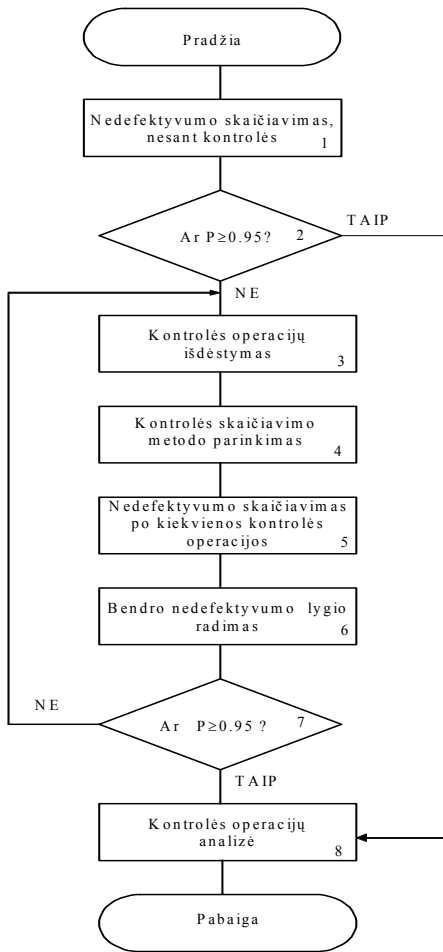 Pradžia
Nedefektyvumo skaičiavimas,
nesant kontrolės
1
TAIP
Ar P≥0.95?
2
NE
Kontrolės operacijų
išdėstymas
3
Kontrolės skaičiavimo
metodo parinkimas
4
Nedefektyvumo skaičiavimas
po kiekvienos kontrolės
operacijos
5
Bendro nedefektyvumo lygio
radimas
6
NE
Ar P≥0.95 ?
7
TAIP
Kontrolės operacijų
analizė
8
Pabaiga